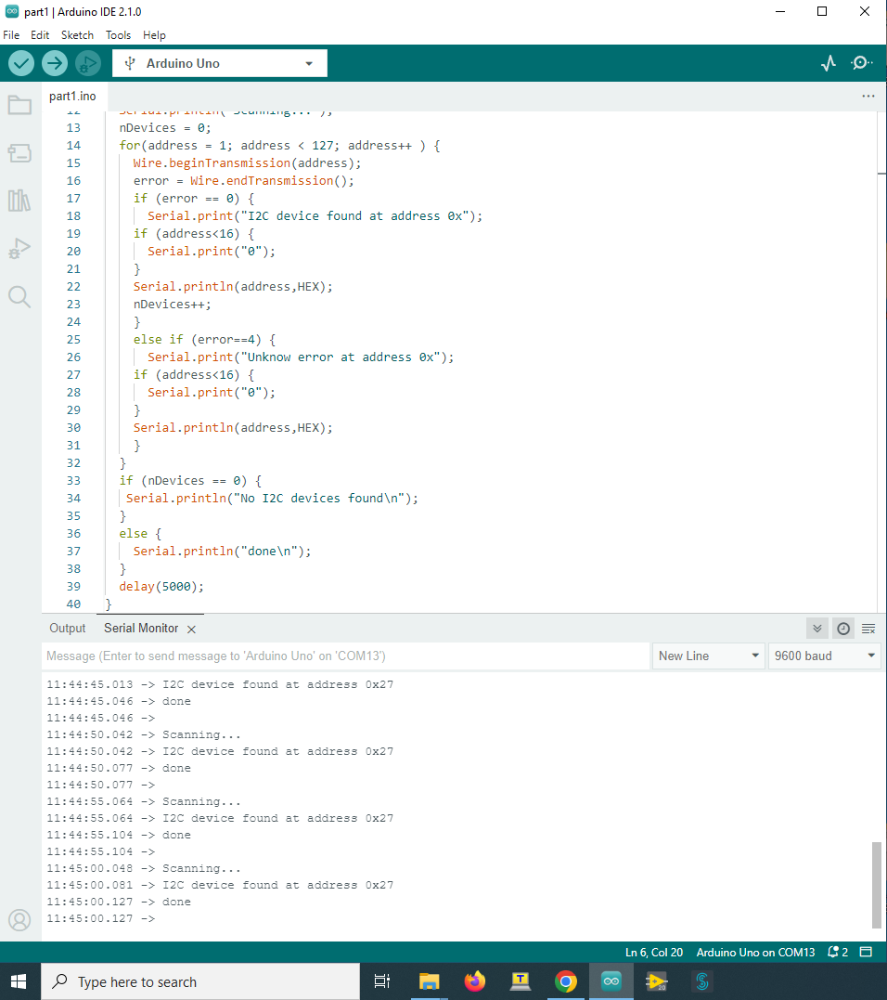 part1 | Arduino IDE 2.1.0
File Edit Sketch Tools Help
Arduino Uno
part1.ino
12 Serial.println("Scanning...");
13 nDevices = 0;
14 for(address = 1; address < 127; address++ ) {
15 Wire.beginTransmission(address);
16 error = Wire.endTransmission();
17 if (error == 0) {
18 Serial.print("I2C device found at address 0x");
19 if (address<16) {
20 Serial.print("0");
21 }
22 Serial.println(address,HEX);
23 nDevices++;
24 }
25 else if (error==4) {
26 Serial.print("Unknow error at address 0x");
27 if (address<16) {
28 Serial.print("0");
29 }
30 Serial.println(address,HEX);
31 }
32 }
33 if (nDevices == 0) {
34 Serial.println("No I2C devices found\n");
35 }
36 else {
37 Serial.println("done\n");
38 }
39 delay(5000);
40 }
Output Serial Monitor
Message (Enter to send message to 'Arduino Uno' on 'COM13') New Line 9600 baud
11:44:45.013 -> I2C device found at address 0x27
11:44:45.046 -> done
11:44:45.046 ->
11:44:50.042 -> Scanning...
11:44:50.042 -> I2C device found at address 0x27
11:44:50.077 -> done
11:44:50.077 ->
11:44:55.064 -> Scanning...
11:44:55.064 -> I2C device found at address 0x27
11:44:55.104 -> done
11:44:55.104 ->
11:45:00.048 -> Scanning...
11:45:00.081 -> I2C device found at address 0x27
11:45:00.127 -> done
11:45:00.127 ->
Ln 6, Col 20 Arduino Uno on COM13 2
Type here to search